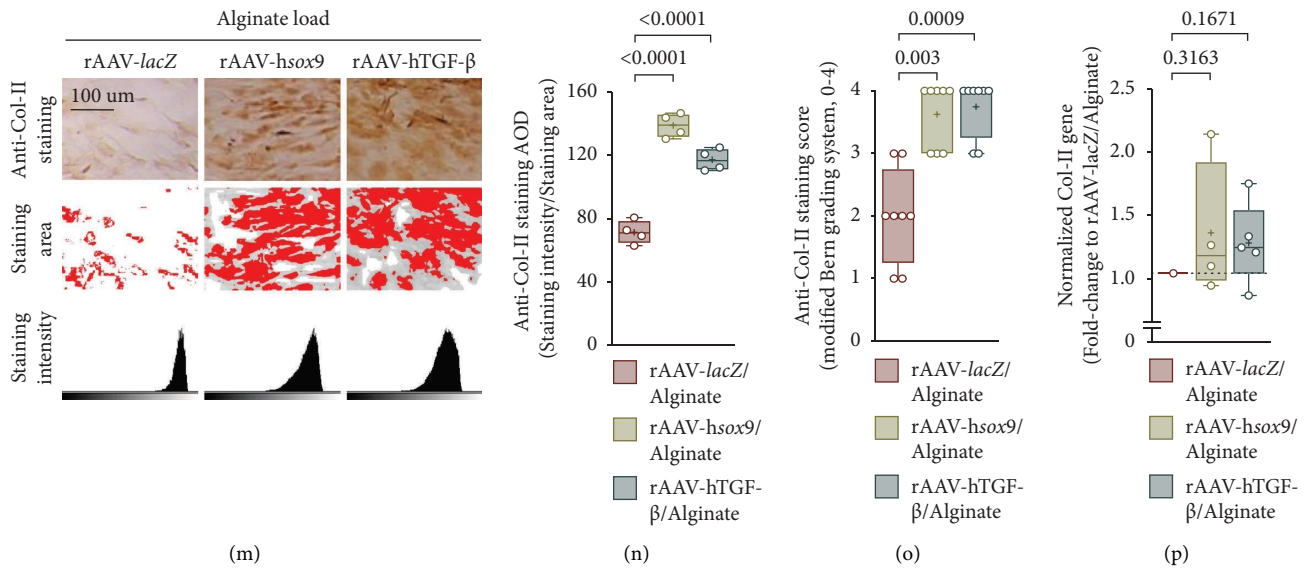 Alginate load
rAAV-lacZ rAAV-hsox9 rAAV-hTGF-β
Anti-Col-II
staining
100 um
Staining
area
Staining
intensity
(m)
<0.0001
<0.0001
Anti-Col-II staining AOD
(Staining intensity/Staining area)
160
120
80
40
0
rAAV-lacZ/
Alginate
rAAV-hsox9/
Alginate
rAAV-hTGF-
β/Alginate
(n)
0.0009
0.003
Anti-Col-II staining score
(modified Bern grading system, 0-4)
4
3
2
1
0
rAAV-lacZ/
Alginate
rAAV-hsox9/
Alginate
rAAV-hTGF-
β/Alginate
(o)
0.1671
0.3163
Normalized Col-II gene
(Fold-change to rAAV-lacZ/Alginate)
2.5
2.0
1.5
1.0
0
rAAV-lacZ/
Alginate
rAAV-hsox9/
Alginate
rAAV-hTGF-
β/Alginate
(p)